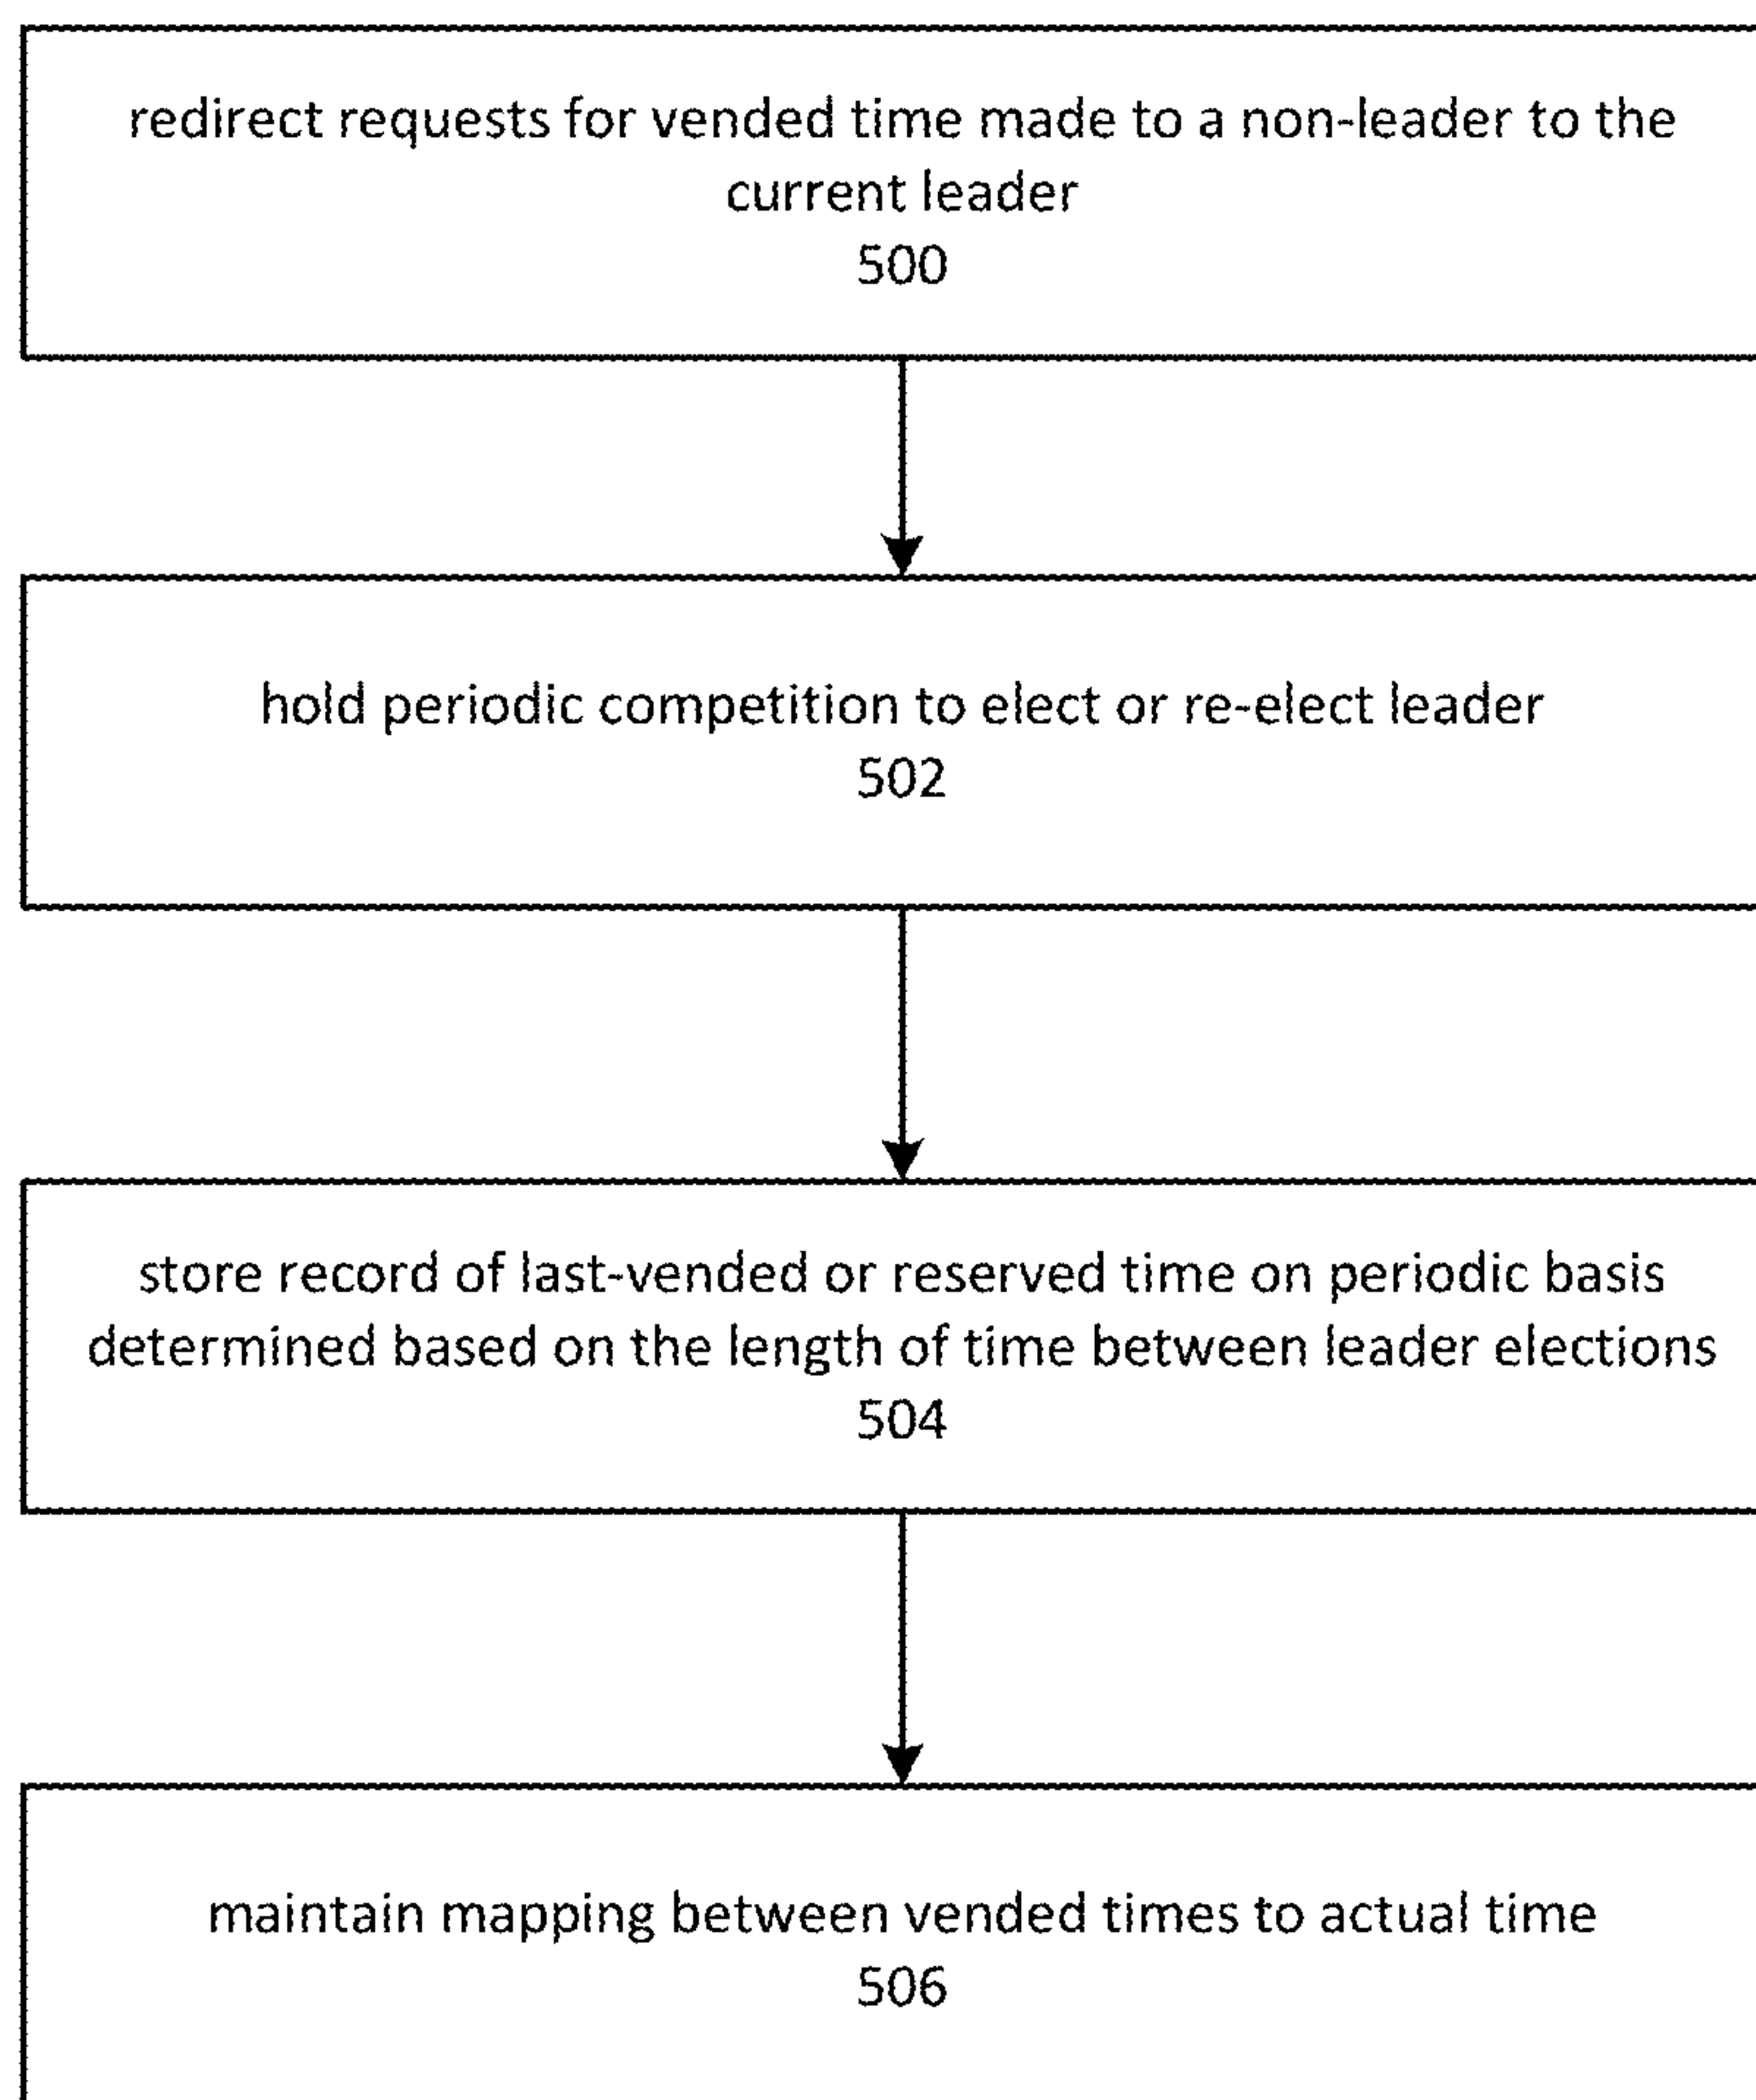 redirect requests for vended time made to a non-leader to the
current leader
500
hold periodic competition to elect or re-elect leader
502
store record of last-vended or reserved time on periodic basis
determined based on the length of time between leader elections
504
maintain mapping between vended times to actual time
506